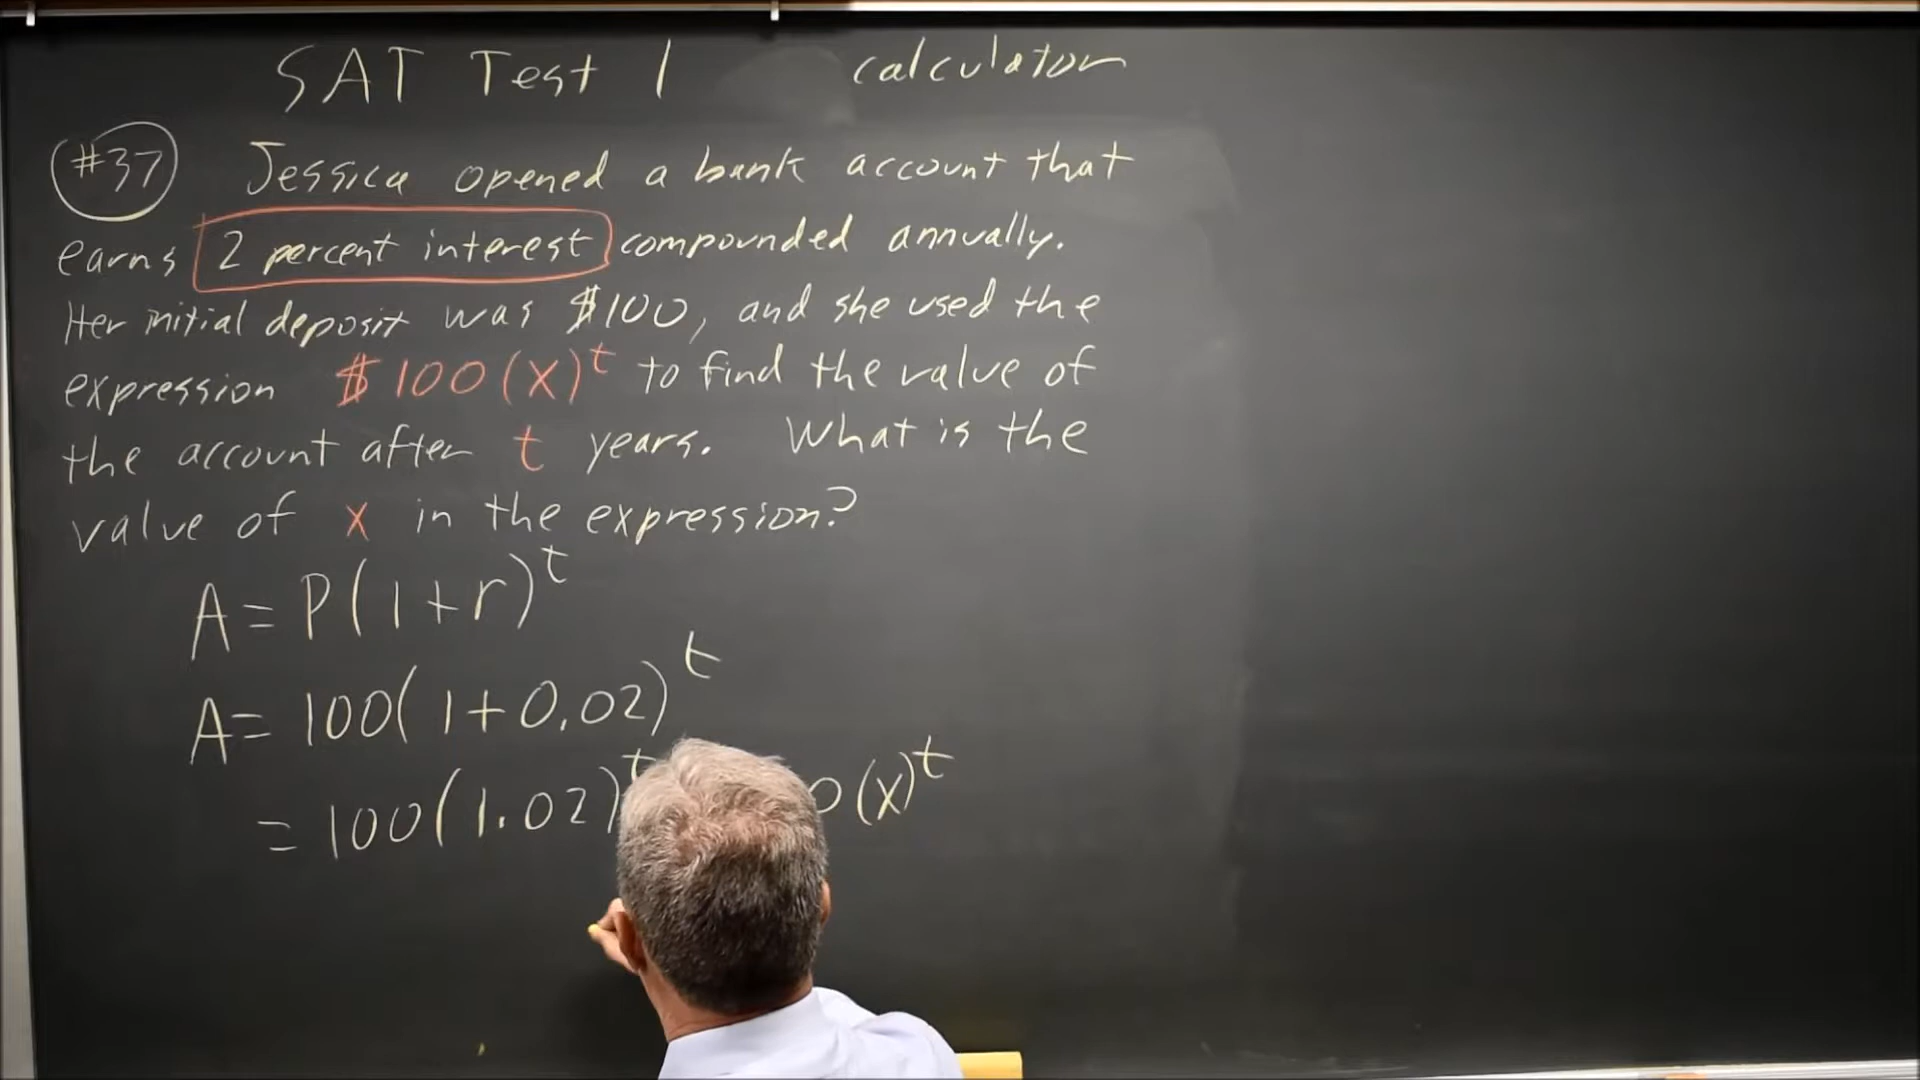 SAT Test 1 calculator
#37 Jessica opened a bank account that
earns 2 percent interest compounded annually.
Her initial deposit was $100, and she used the
expression $100(x)^t to find the value of
the account after t years. What is the
value of x in the expression?
A = P(1+r)^t
A = 100(1+0.02)^t
= 100(1.02)^t 0(x)^t